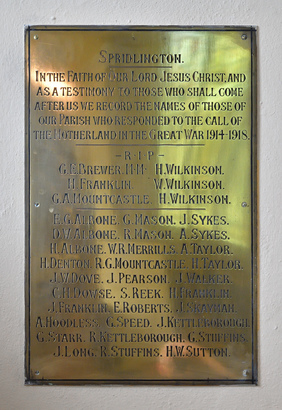 SPRIDLINGTON.
IN THE FAITH OF OUR LORD JESUS CHRIST, AND
AS A TESTIMONY TO THOSE WHO SHALL COME
AFTER US WE RECORD THE NAMES OF THOSE OF
OUR PARISH WHO RESPONDED TO THE CALL OF
THE MOTHERLAND IN THE GREAT WAR 1914-1918.
- R·I·P -
G.E. BREWER. M·M· H. WILKINSON.
H. FRANKLIN. W. WILKINSON.
G.A. MOUNTCASTLE. H. WILKINSON.
E.G. ALBONE. G. MASON. J. SYKES.
D.W. ALBONE. R. MASON. A. SYKES.
H. ALBONE. W.R. MERRILLS. A. TAYLOR.
H. DENTON. R.G. MOUNTCASTLE. H. TAYLOR.
J.W. DOVE. J. PEARSON. J. WALKER.
C.H. DOWSE. S. REEK. H. FRANKLIN.
J. FRANKLIN. E. ROBERTS.
A. HOODLESS. G. SPEED. J. KETTLEBOROUGH.
G. STARR. R. KETTLEBOROUGH. G. STUFFINS.
J. LONG. R. STUFFINS. H.W. SUTTON.